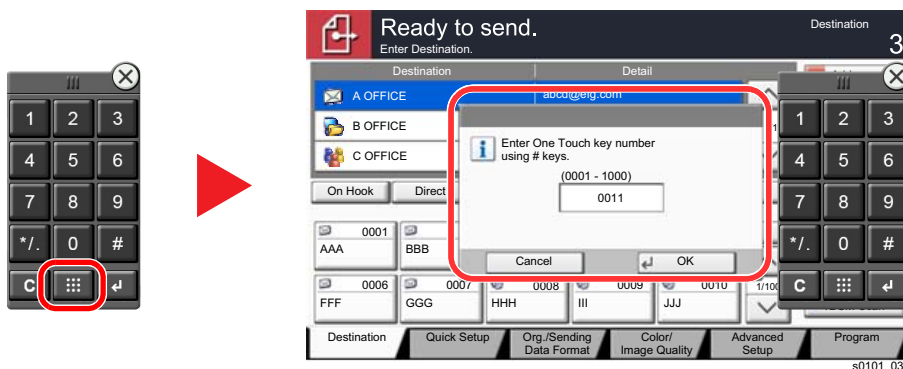 1 2 3
4 5 6
7 8 9
*/. 0 #
C
Ready to send.
Enter Destination.
Destination
3
Destination Detail
A OFFICE abcd@efg.com
B OFFICE
C OFFICE
Enter One Touch key number
using # keys.
(0001 - 1000)
0011
Cancel OK
On Hook Direct
0001
AAA BBB
0006 0007 0008 0009 0010 1/100
FFF GGG HHH III JJJ
1 2 3
4 5 6
7 8 9
*/. 0 #
C
Destination Quick Setup Org./Sending
Data Format Color/
Image Quality Advanced
Setup Program
s0101_03